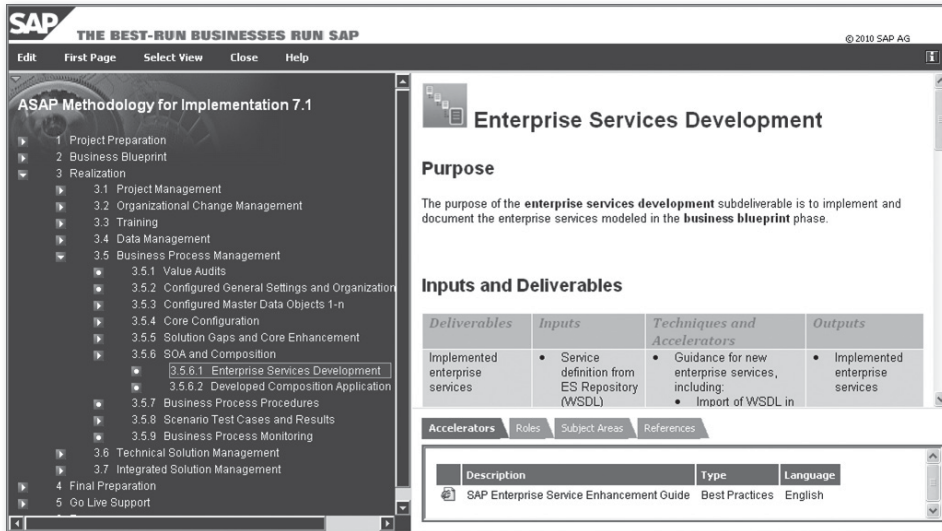 SAP
THE BEST-RUN BUSINESSES RUN SAP
© 2010 SAP AG
Edit First Page Select View Close Help
i
ASAP Methodology for Implementation 7.1
1 Project Preparation
2 Business Blueprint
3 Realization
3.1 Project Management
3.2 Organizational Change Management
3.3 Training
3.4 Data Management
3.5 Business Process Management
3.5.1 Value Audits
3.5.2 Configured General Settings and Organization
3.5.3 Configured Master Data Objects 1-n
3.5.4 Core Configuration
3.5.5 Solution Gaps and Core Enhancement
3.5.6 SOA and Composition
3.5.6.1 Enterprise Services Development
3.5.6.2 Developed Composition Application
3.5.7 Business Process Procedures
3.5.8 Scenario Test Cases and Results
3.5.9 Business Process Monitoring
3.6 Technical Solution Management
3.7 Integrated Solution Management
4 Final Preparation
5 Go Live Support
Enterprise Services Development
Purpose
The purpose of the enterprise services development subdeliverable is to implement and
document the enterprise services modeled in the business blueprint phase.
Inputs and Deliverables
Deliverables Inputs Techniques and Accelerators Outputs
Implemented
enterprise
services
• Service
definition from
ES Repository
(WSDL)
• Guidance for new
enterprise services,
including:
• Import of WSDL in
• Implemented
enterprise
services
Accelerators Roles Subject Areas References
Description Type Language
SAP Enterprise Service Enhancement Guide Best Practices English